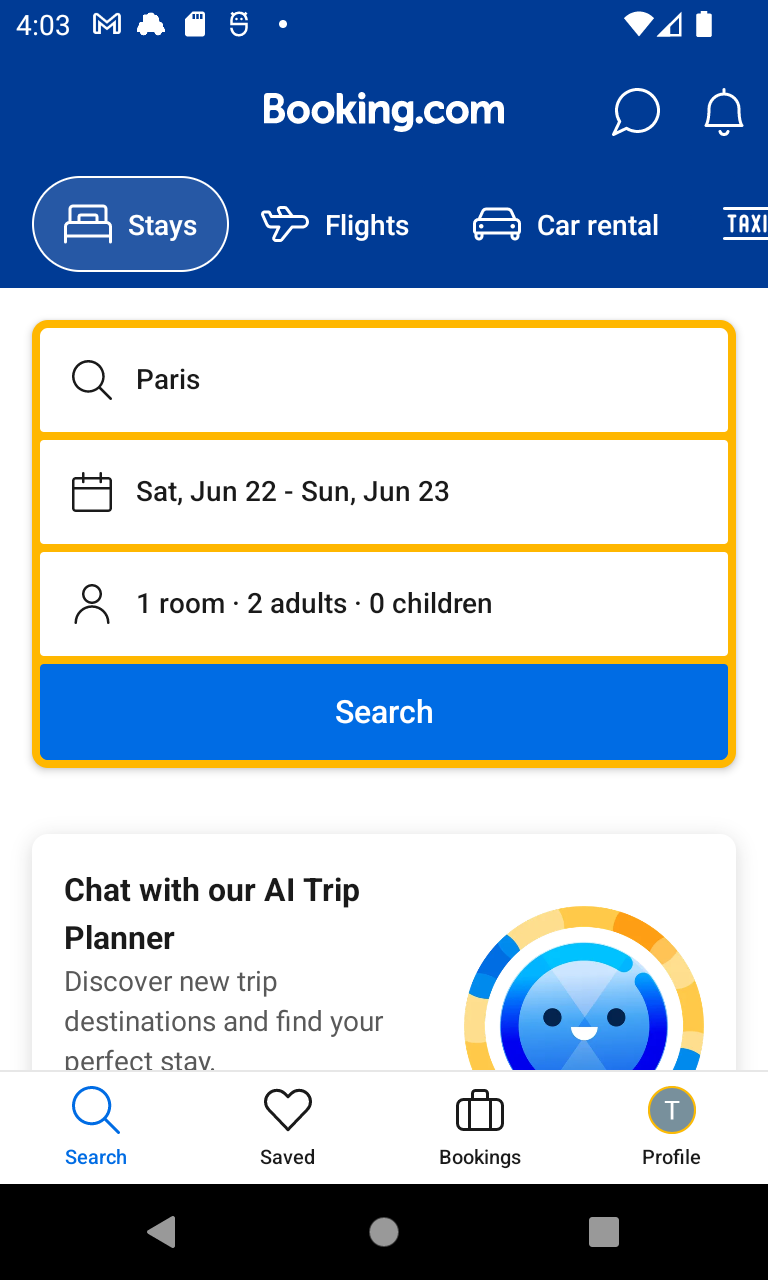 4:03
Booking.com
Stays
Flights
Car rental
TAXI
Paris
Sat, Jun 22 - Sun, Jun 23
1 room · 2 adults · 0 children
Search
Chat with our AI Trip
Planner
Discover new trip
destinations and find your
perfect stay.
T
Search
Saved
Bookings
Profile